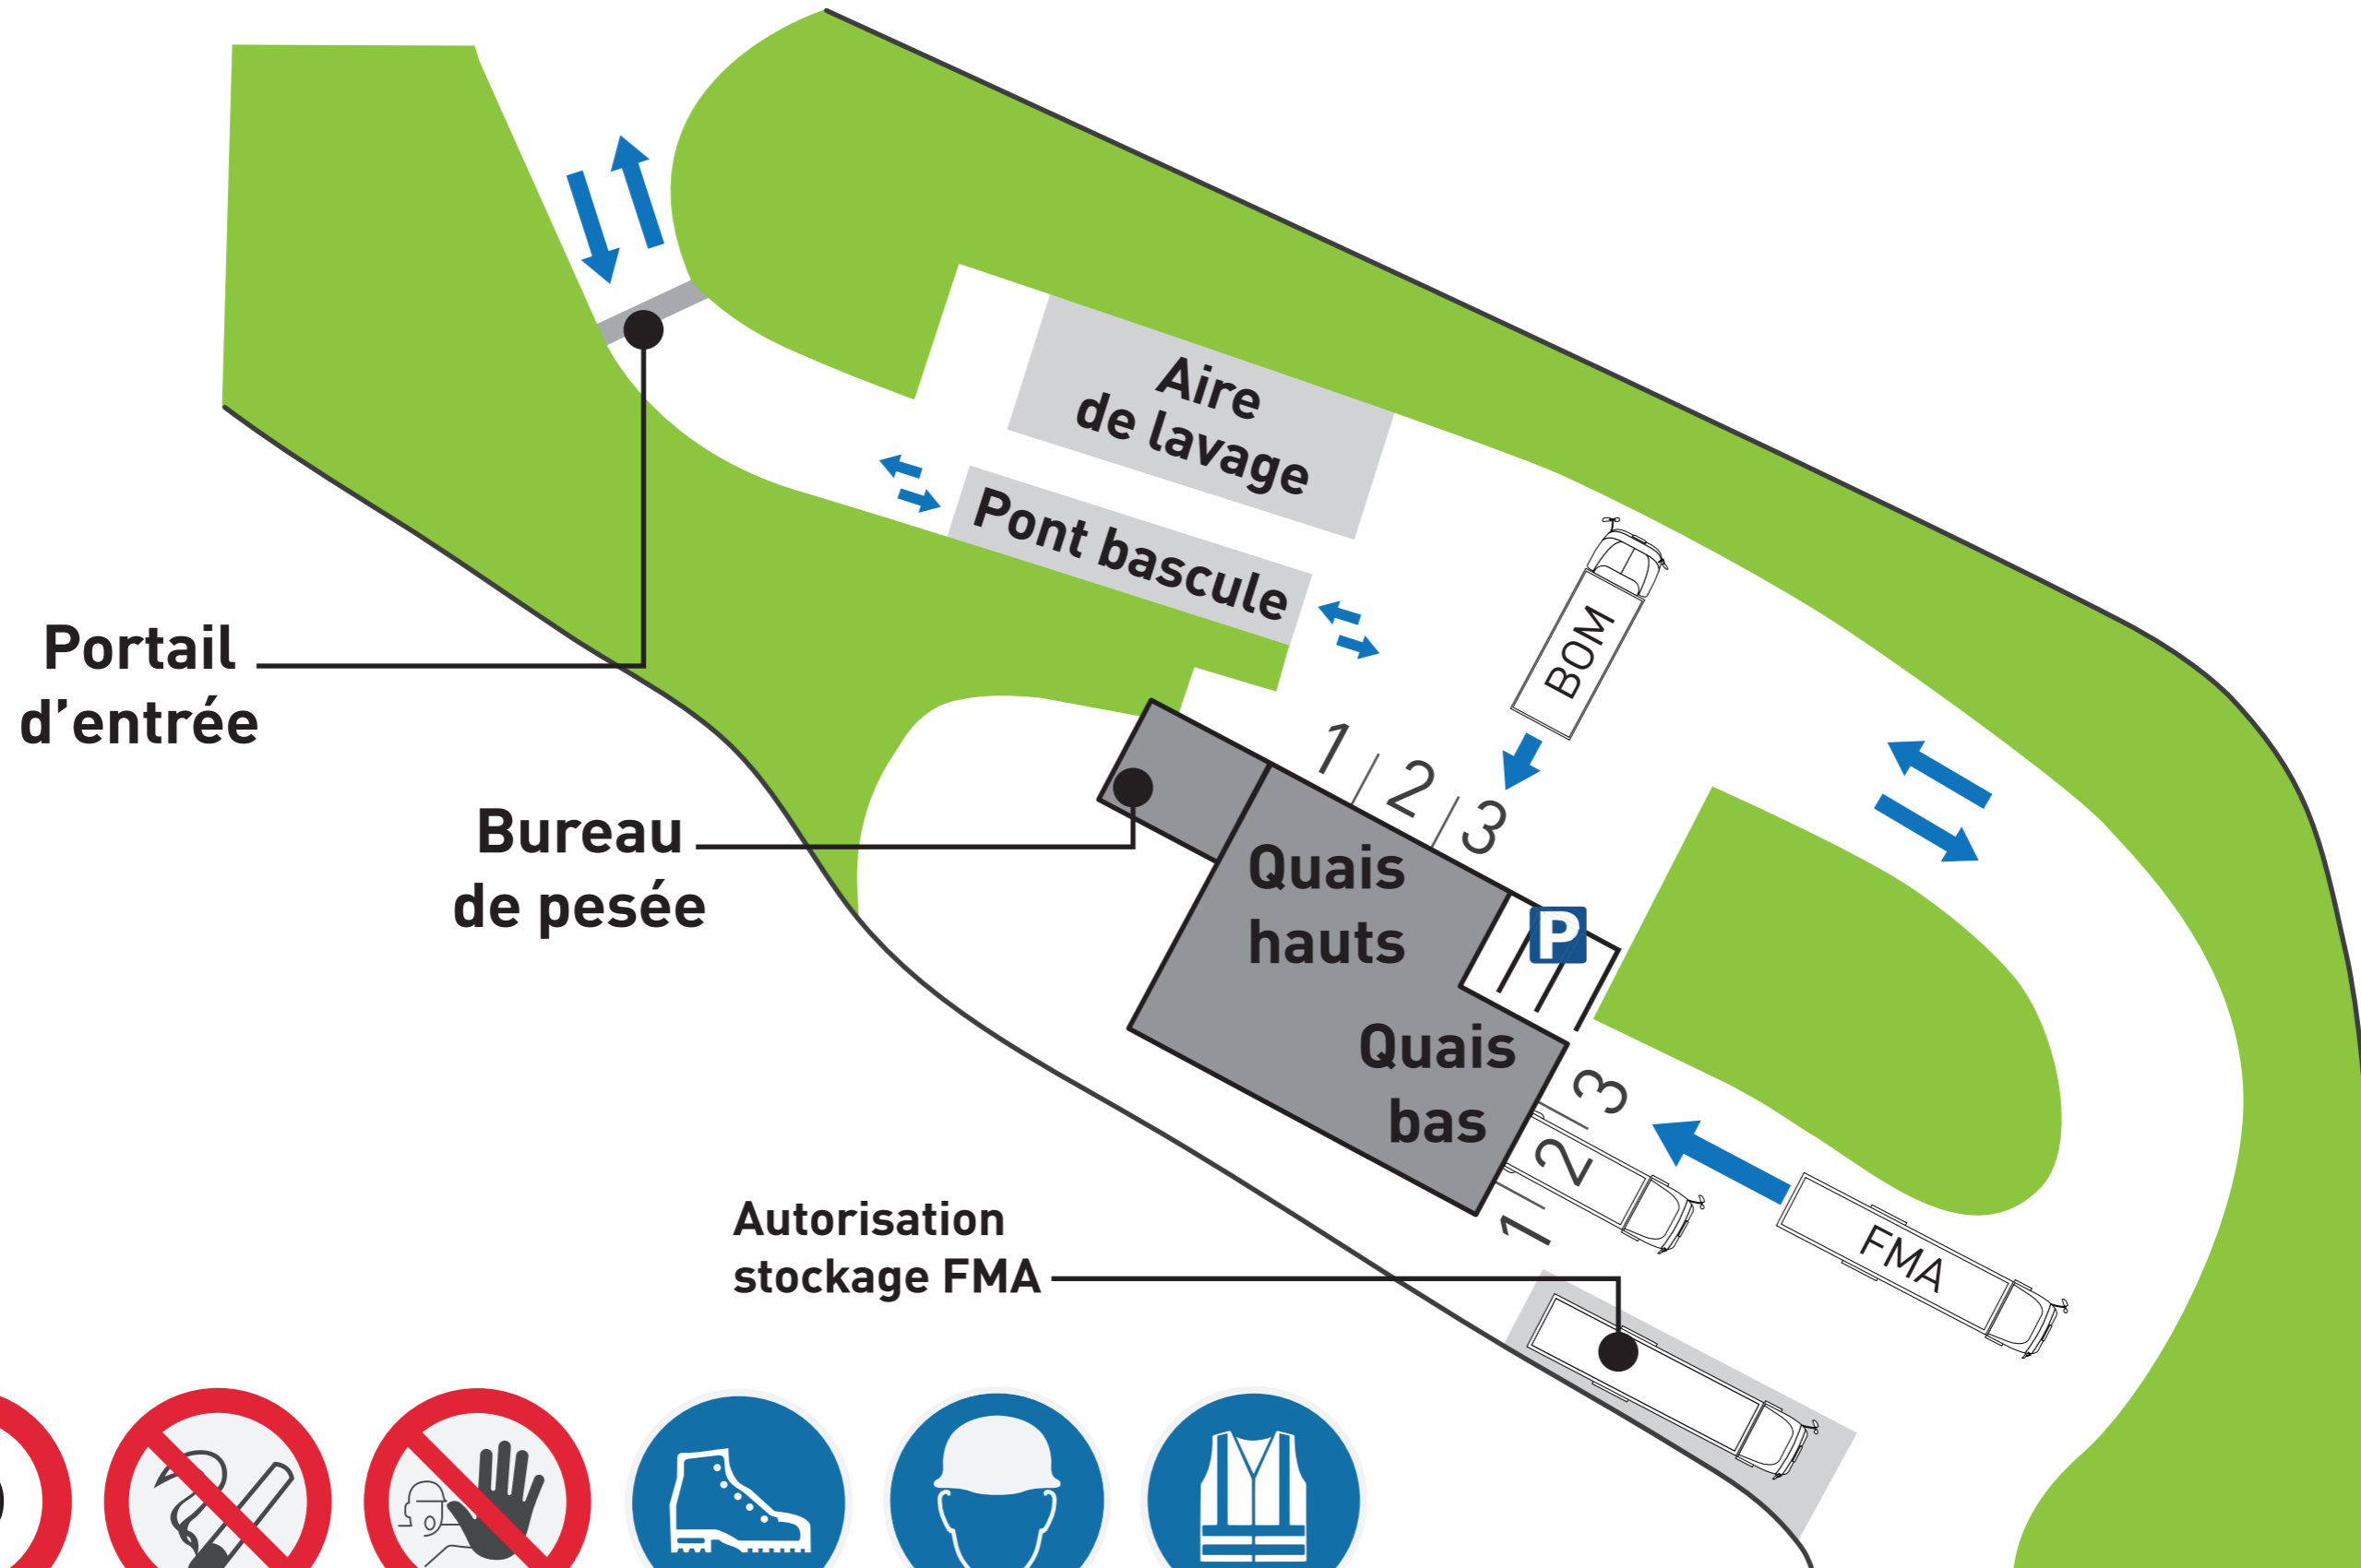 Aire
de lavage
Pont bascule
BOM
Portail
d'entrée
1 2 3
Bureau
de pesée
Quais
hauts
P
Quais
bas
3
2
1
FMA
Autorisation
stockage FMA